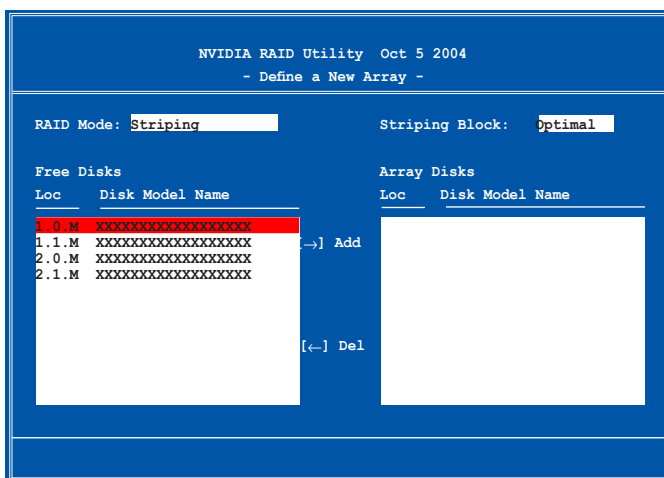 NVIDIA RAID Utility Oct 5 2004
- Define a New Array -
RAID Mode: Striping
Striping Block: Optimal
Free Disks
Loc Disk Model Name
1.0.M XXXXXXXXXXXXXXXXXX
1.1.M XXXXXXXXXXXXXXXXXX
2.0.M XXXXXXXXXXXXXXXXXX
2.1.M XXXXXXXXXXXXXXXXXX
[→] Add
[←] Del
Array Disks
Loc Disk Model Name